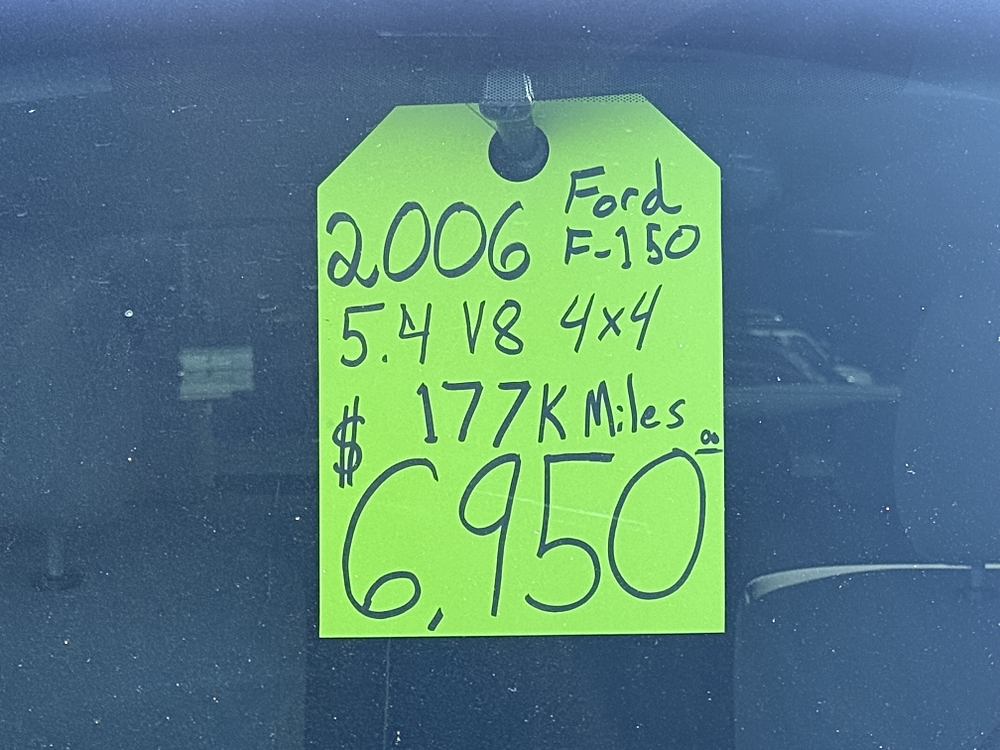 2006 Ford
F-150
5.4 V8 4x4
177K Miles
$6,950.00